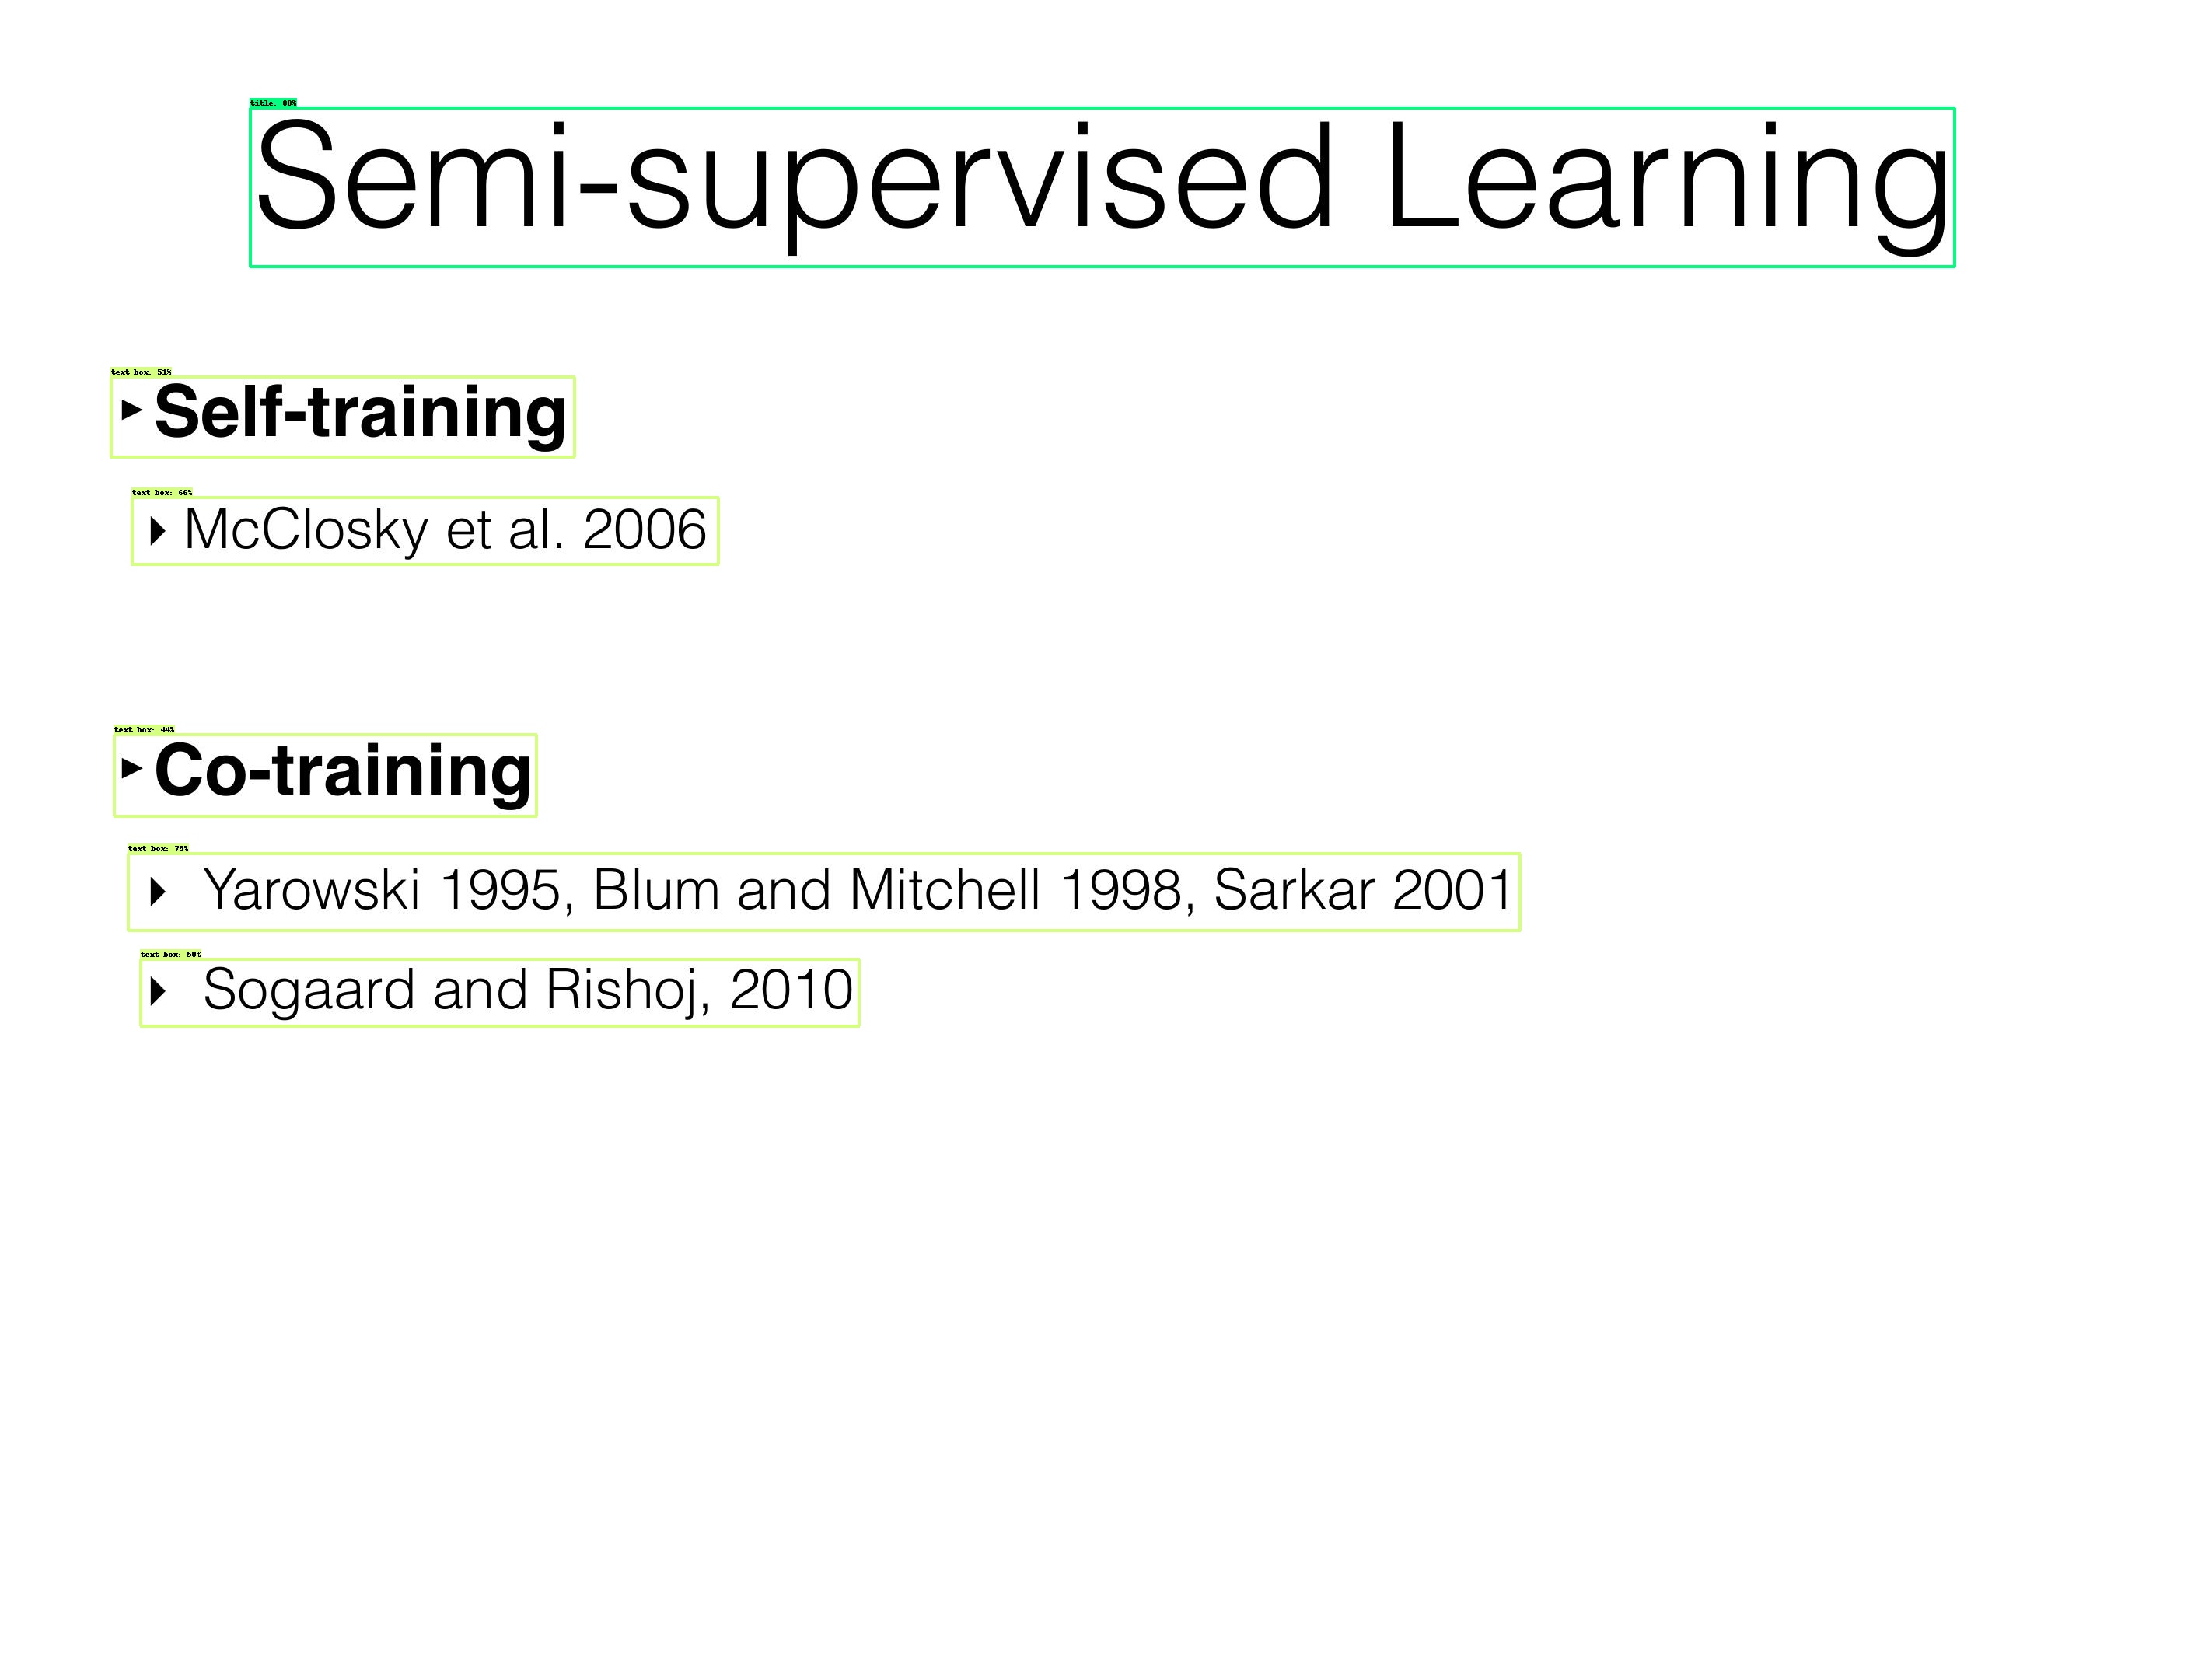 title: 88%
Semi-supervised Learning
text box: 51%
Self-training
text box: 66%
McClosky et al. 2006
text box: 44%
Co-training
text box: 75%
Yarowski 1995, Blum and Mitchell 1998, Sarkar 2001
text box: 50%
Sogaard and Rishoj, 2010